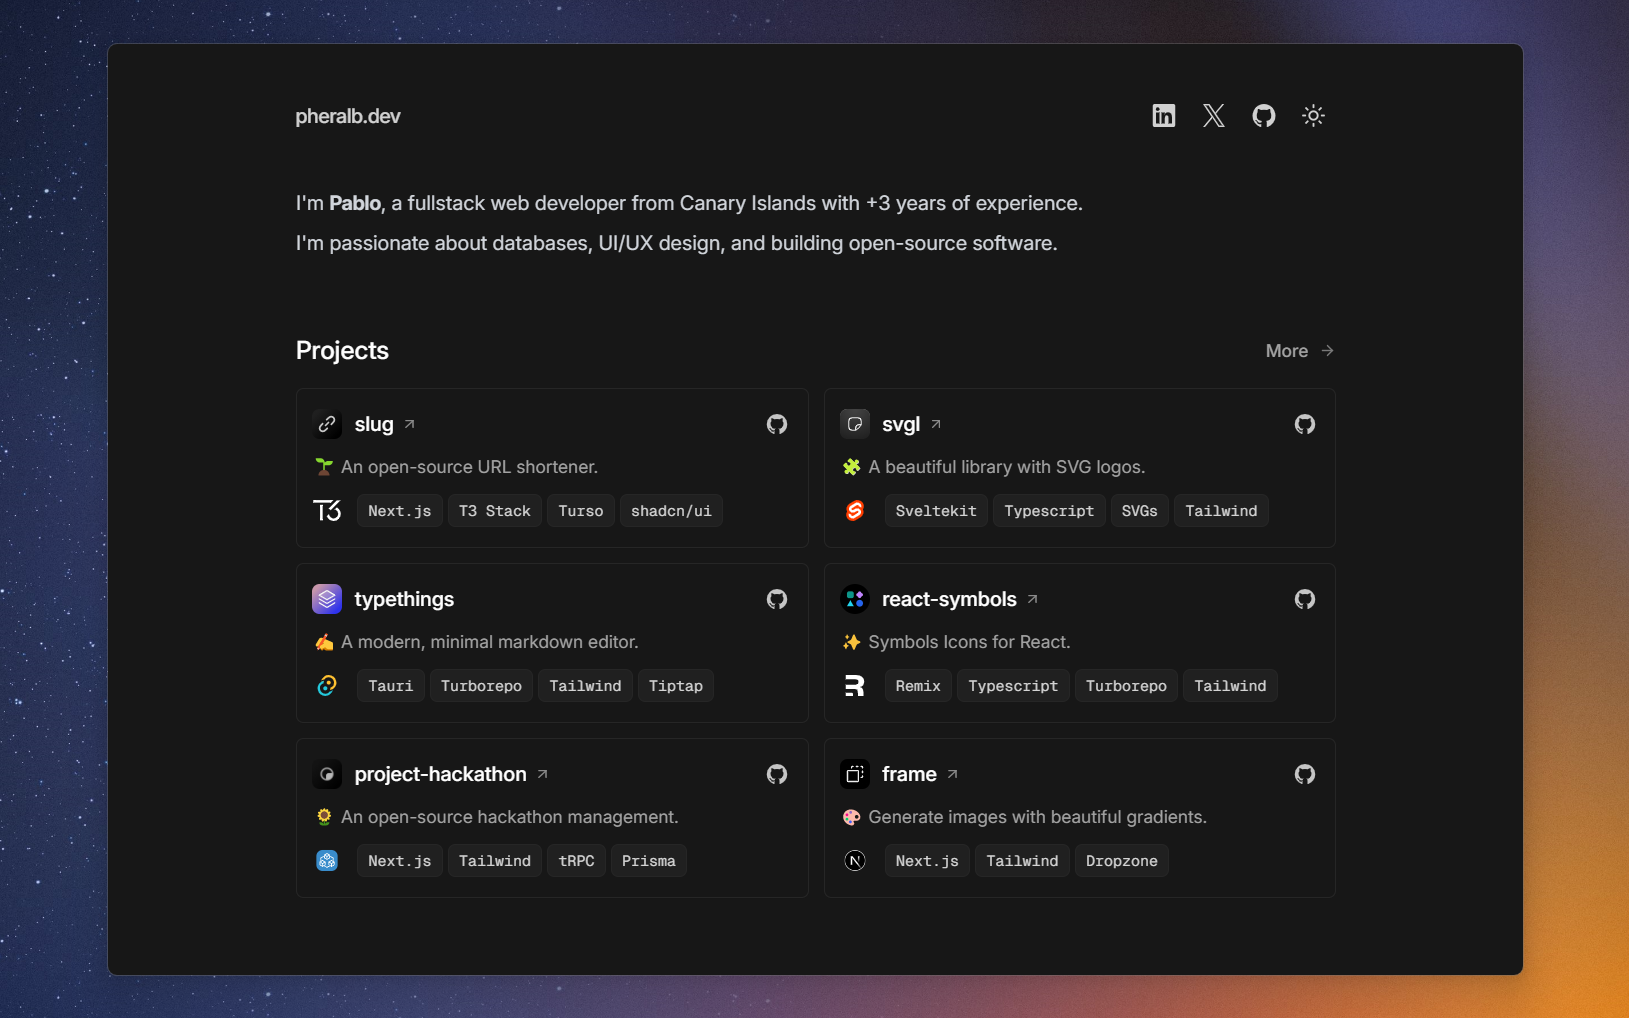 pheralb.dev
I'm Pablo, a fullstack web developer from Canary Islands with +3 years of experience.
I'm passionate about databases, UI/UX design, and building open-source software.
Projects
More
slug
An open-source URL shortener.
T3 Next.js T3 Stack Turso shadcn/ui
svgl
A beautiful library with SVG logos.
Sveltekit Typescript SVGs Tailwind
typethings
A modern, minimal markdown editor.
Tauri Turborepo Tailwind Tiptap
react-symbols
Symbols Icons for React.
Remix Typescript Turborepo Tailwind
project-hackathon
An open-source hackathon management.
Next.js Tailwind tRPC Prisma
frame
Generate images with beautiful gradients.
Next.js Tailwind Dropzone